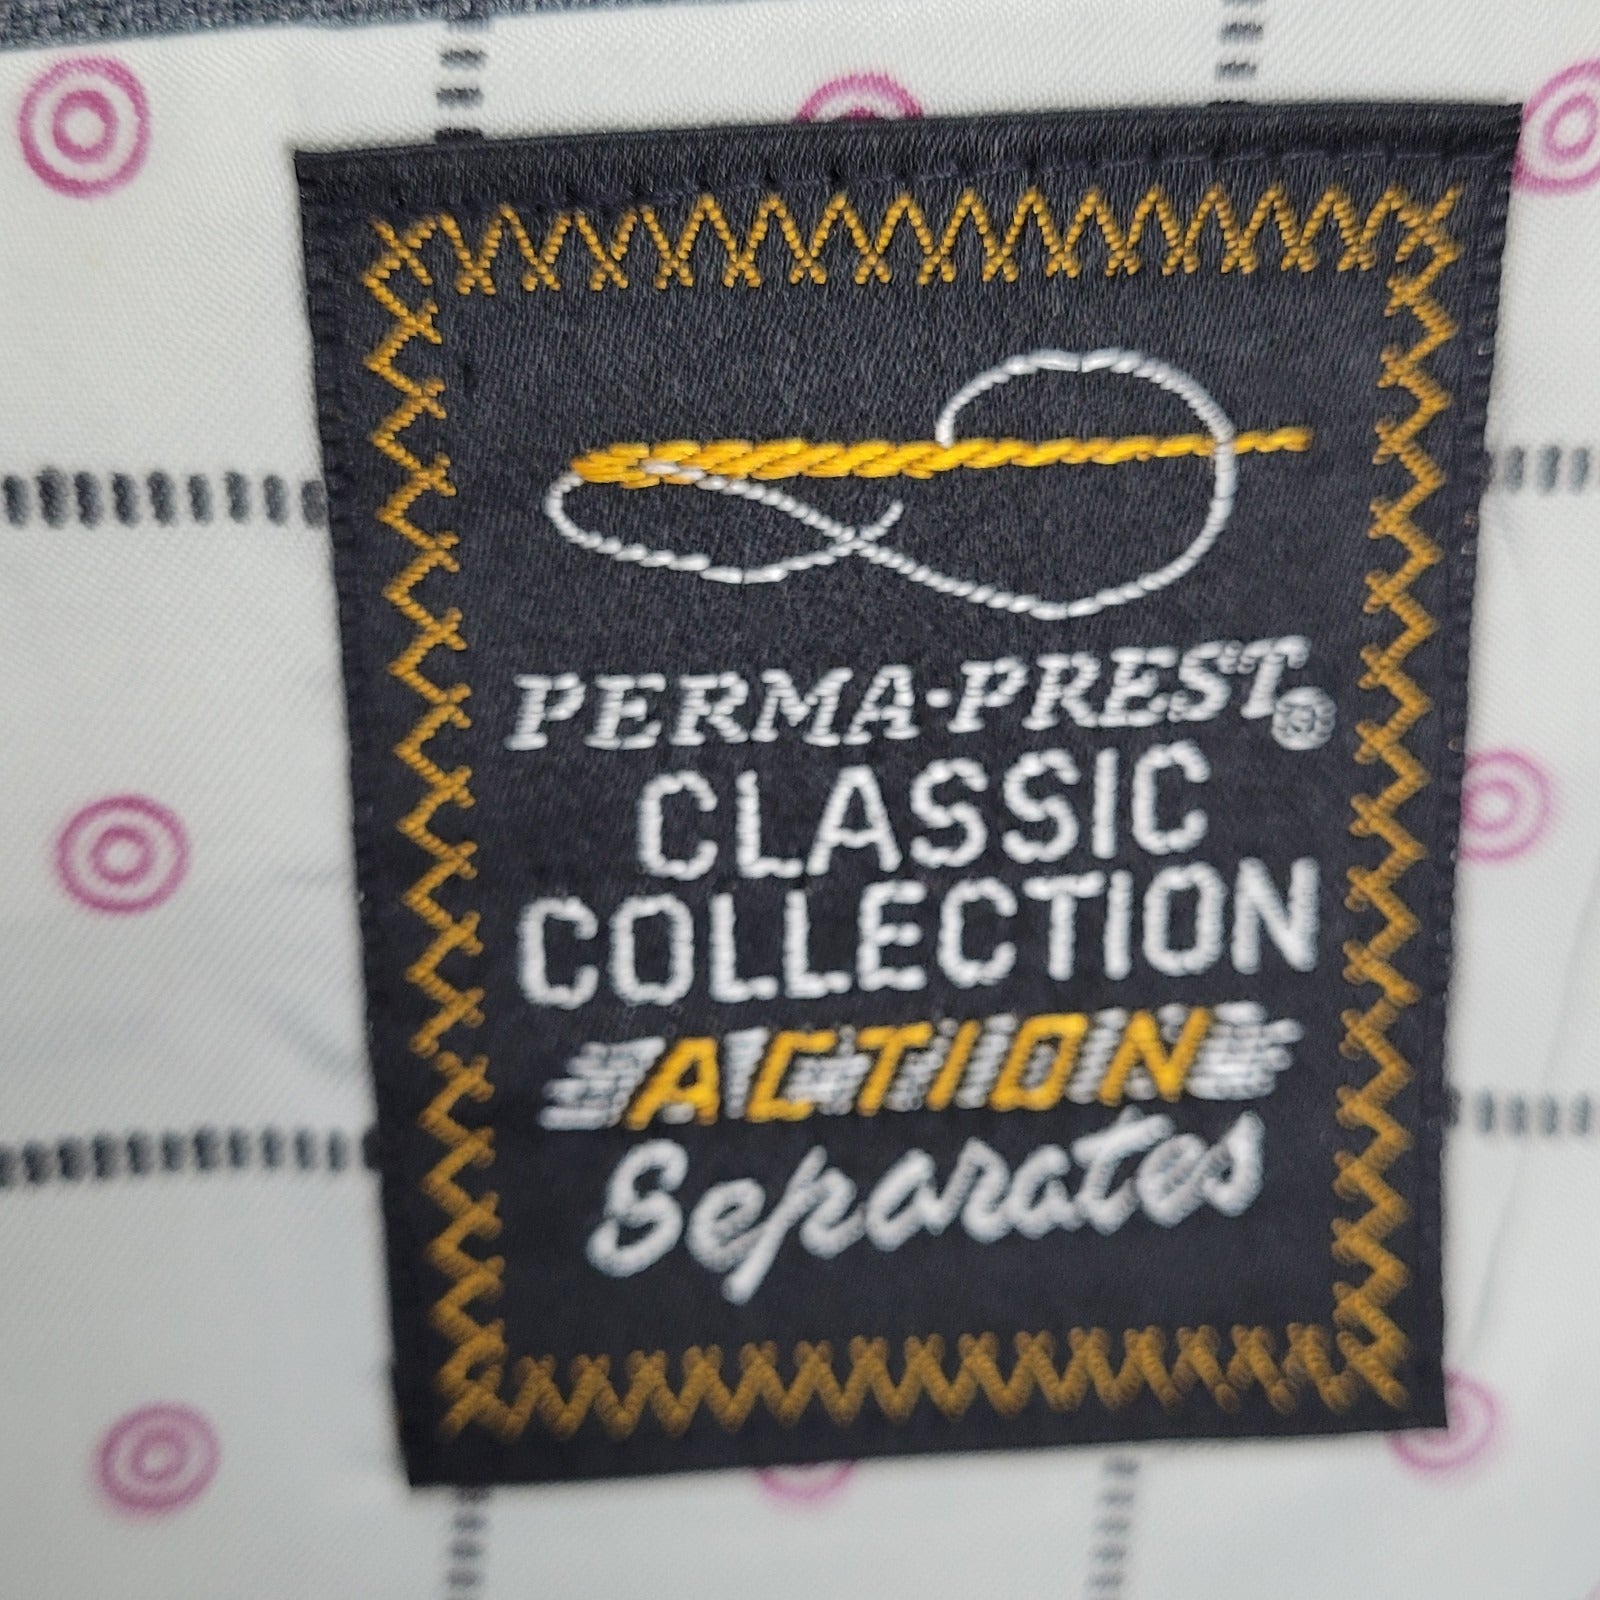 PERMA·PREST®
CLASSIC
COLLECTION
ACTION
Separates